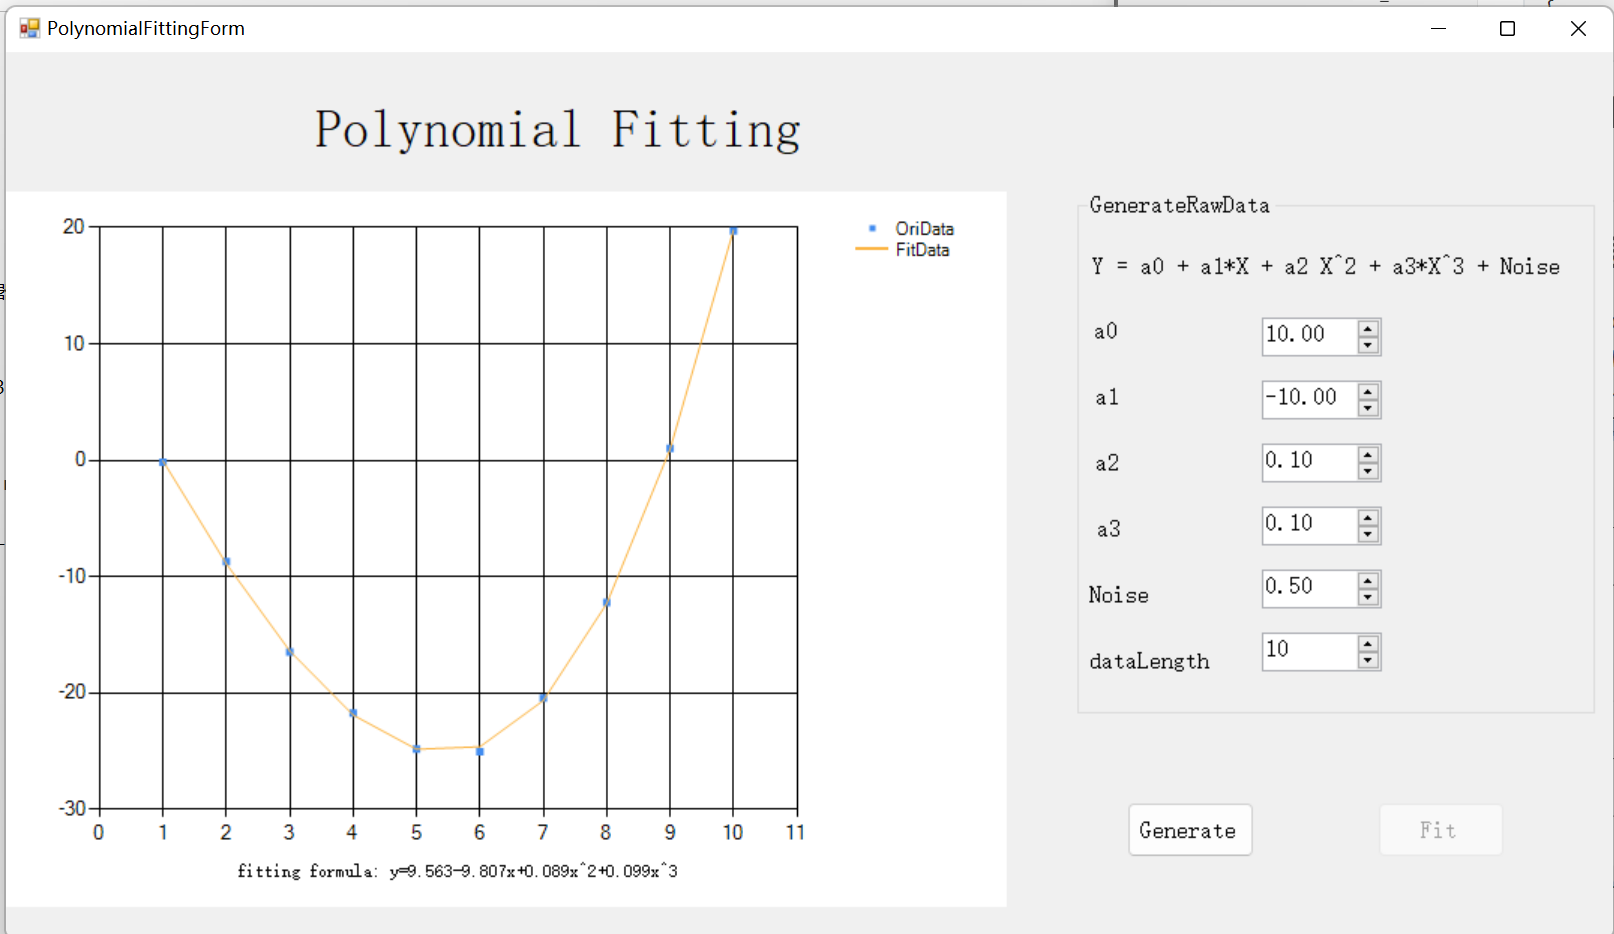 PolynomialFittingForm
Polynomial Fitting
20
10
0
-10
-20
-30
0 1 2 3 4 5 6 7 8 9 10 11
OriData
FitData
fitting formula: y=9.563-9.807x+0.089x^2+0.099x^3
GenerateRawData
Y = a0 + a1*X + a2 X^2 + a3*X^3 + Noise
a0 10.00
a1 -10.00
a2 0.10
a3 0.10
Noise 0.50
dataLength 10
Generate Fit